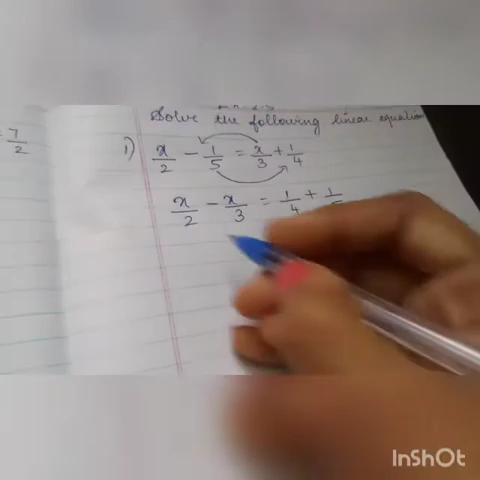 Solve the following linear equation
= 7/2
1) x/2 - 1/5 = x/3 + 1/4
x/2 - x/3 = 1/4 + 1/5
InShOt